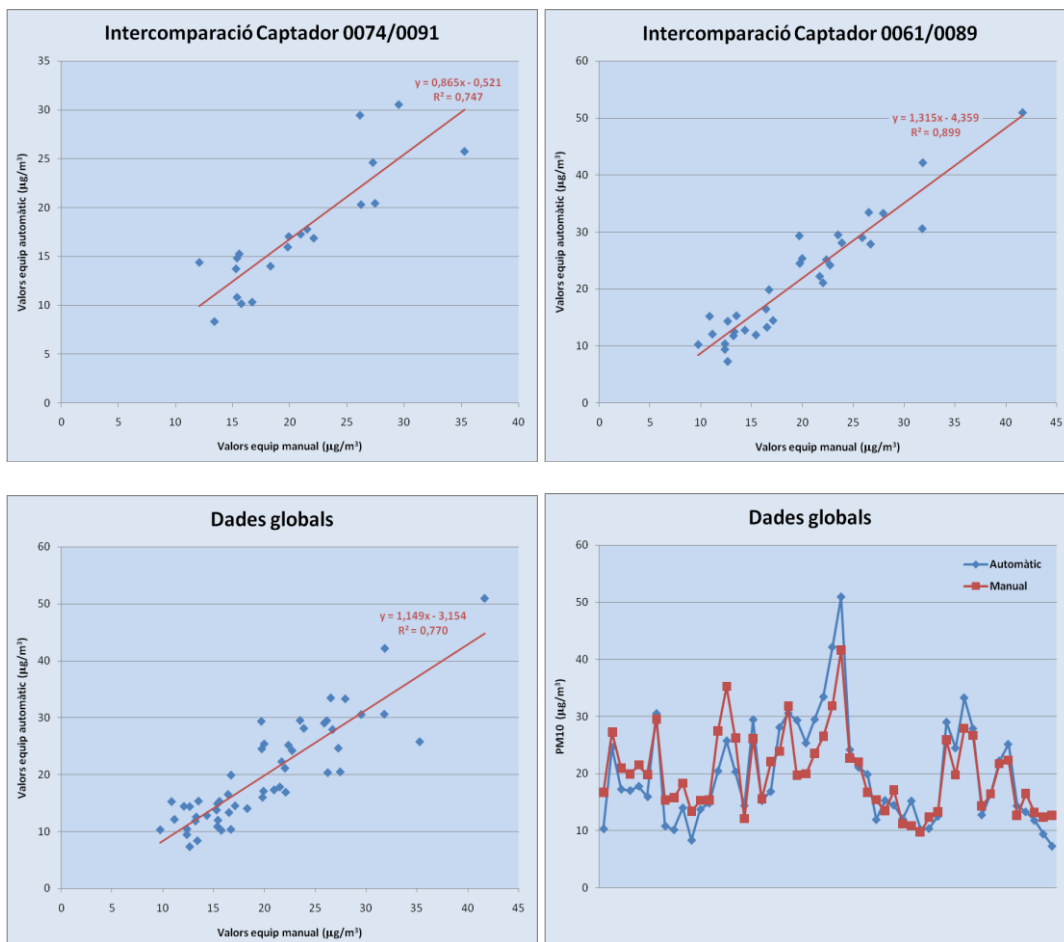 Intercomparació Captador 0074/0091
35
30
25
20
15
10
5
0
Valors equip automàtic (µg/m³)
y = 0,865x - 0,521
R² = 0,747
0 5 10 15 20 25 30 35 40
Valors equip manual (µg/m³)
Intercomparació Captador 0061/0089
60
50
40
30
20
10
0
Valors equip automàtic (µg/m³)
y = 1,315x - 4,359
R² = 0,899
0 5 10 15 20 25 30 35 40 45
Valors equip manual (µg/m³)
Dades globals
60
50
40
30
20
10
0
Valors equip automàtic (µg/m³)
y = 1,149x - 3,154
R² = 0,770
0 5 10 15 20 25 30 35 40 45
Valors equip manual (µg/m³)
Dades globals
60
50
40
30
20
10
0
PM10 (µg/m³)
Automàtic
Manual